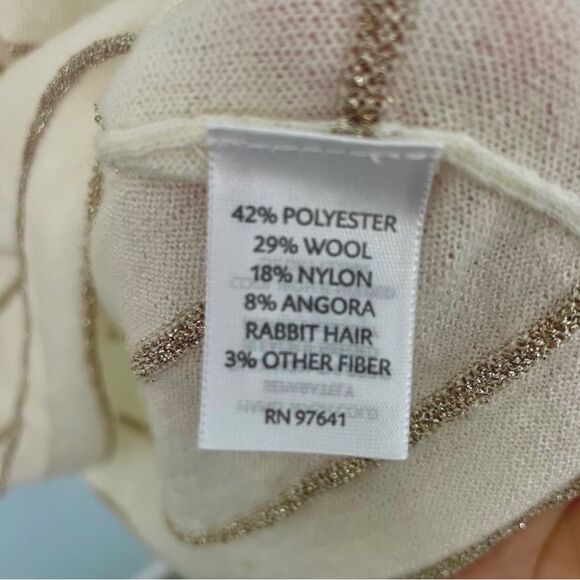 42% POLYESTER
29% WOOL
18% NYLON
8% ANGORA
RABBIT HAIR
3% OTHER FIBER
RN 97641